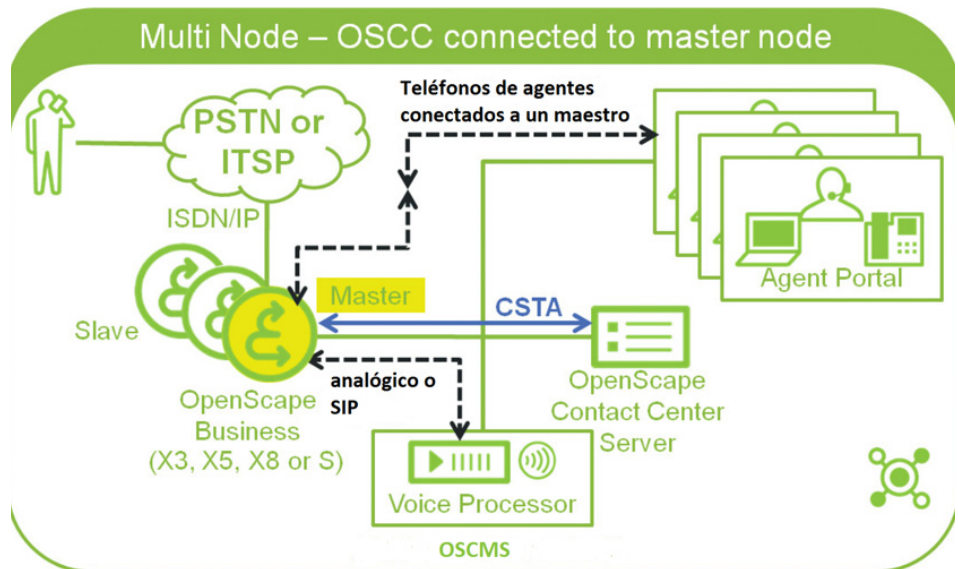 Multi Node – OSCC connected to master node
Teléfonos de agentes
conectados a un maestro
PSTN or
ITSP
ISDN/IP
Master
CSTA
Slave
Agent Portal
analógico o
SIP
OpenScape
Business
(X3, X5, X8 or S)
OpenScape
Contact Center
Server
Voice Processor
OSCMS